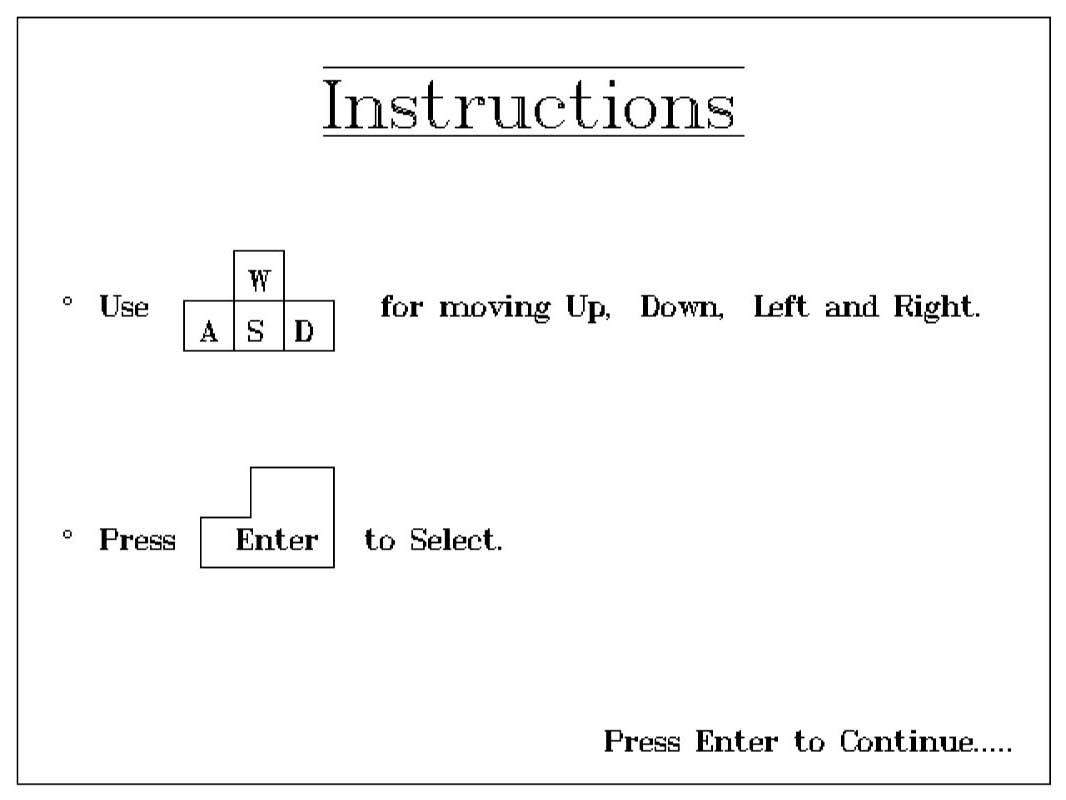 Instructions
° Use W for moving Up, Down, Left and Right.
A S D
° Press Enter to Select.
Press Enter to Continue.....